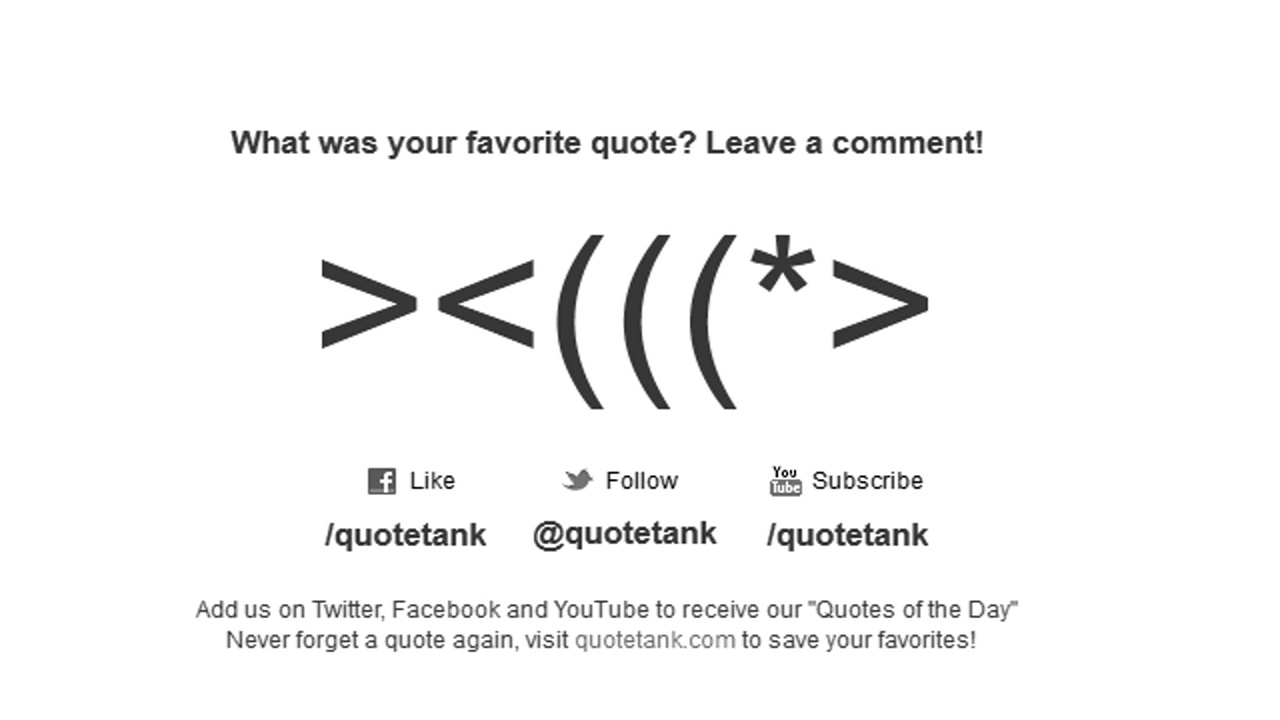 What was your favorite quote? Leave a comment!
><(((*>
f Like Follow You Tube Subscribe
/quotetank @quotetank /quotetank
Add us on Twitter, Facebook and YouTube to receive our "Quotes of the Day"
Never forget a quote again, visit quotetank.com to save your favorites!